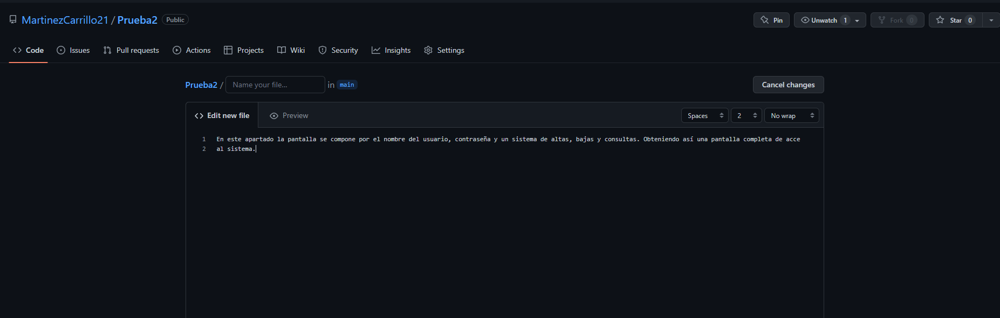 MartinezCarrillo21 / Prueba2 Public
Pin
Unwatch 1
Fork 0
Star 0
Code
Issues
Pull requests
Actions
Projects
Wiki
Security
Insights
Settings
Prueba2 / Name your file... in main
Cancel changes
Edit new file
Preview
Spaces
2
No wrap
1 En este apartado la pantalla se compone por el nombre del usuario, contraseña y un sistema de altas, bajas y consultas. Obteniendo así una pantalla completa de acce
2 al sistema.